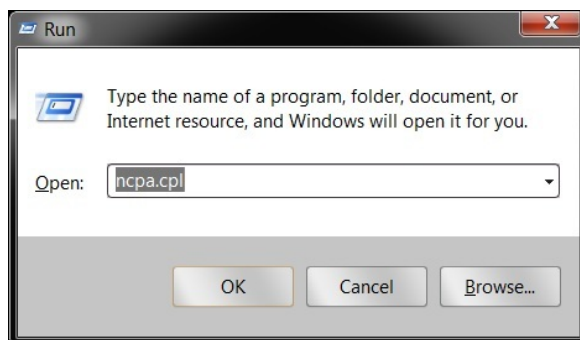 Run
Type the name of a program, folder, document, or
Internet resource, and Windows will open it for you.
Open: ncpa.cpl
OK Cancel Browse...